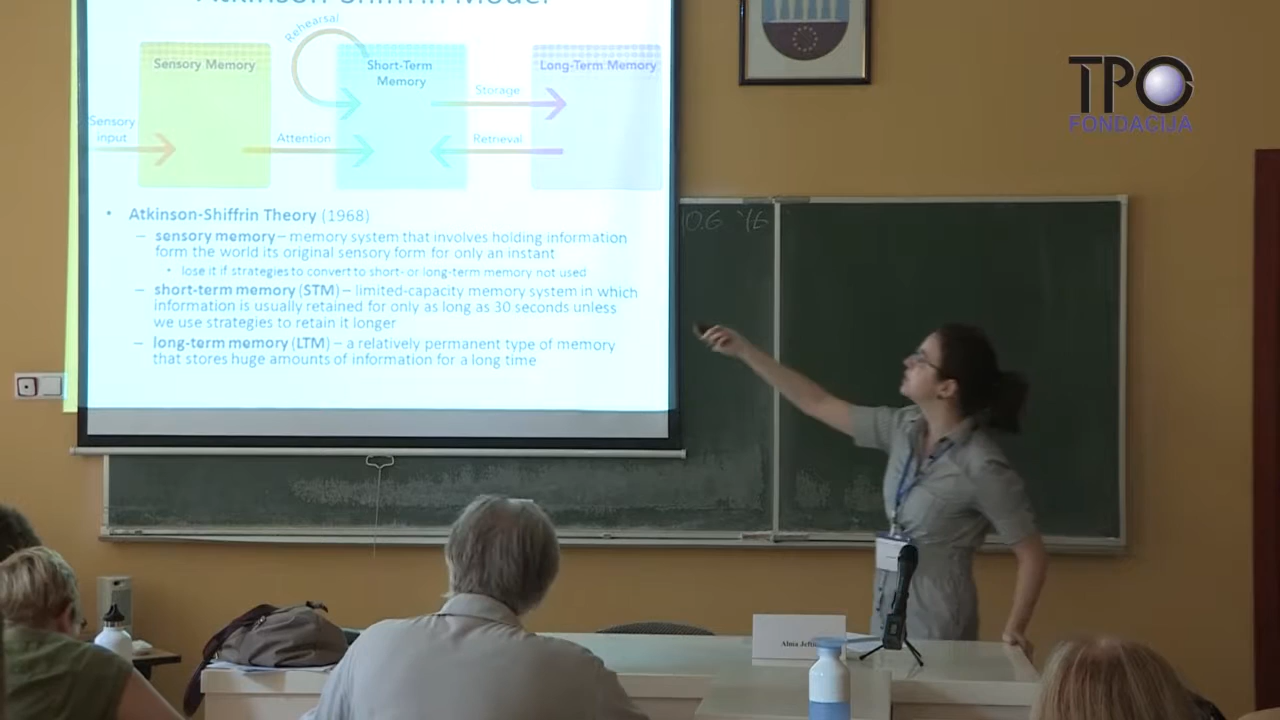 Atkinson-Shiffrin Model
Rehearsal
Sensory Memory
Short-Term
Memory
Long-Term Memory
Storage
Sensory
input
Attention
Retrieval
• Atkinson-Shiffrin Theory (1968)
– sensory memory – memory system that involves holding information
form the world its original sensory form for only an instant
• lose it if strategies to convert to short- or long-term memory not used
– short-term memory (STM) – limited-capacity memory system in which
information is usually retained for only as long as 30 seconds unless
we use strategies to retain it longer
– long-term memory (LTM) – a relatively permanent type of memory
that stores huge amounts of information for a long time
TPO
FONDACIJA
Alma